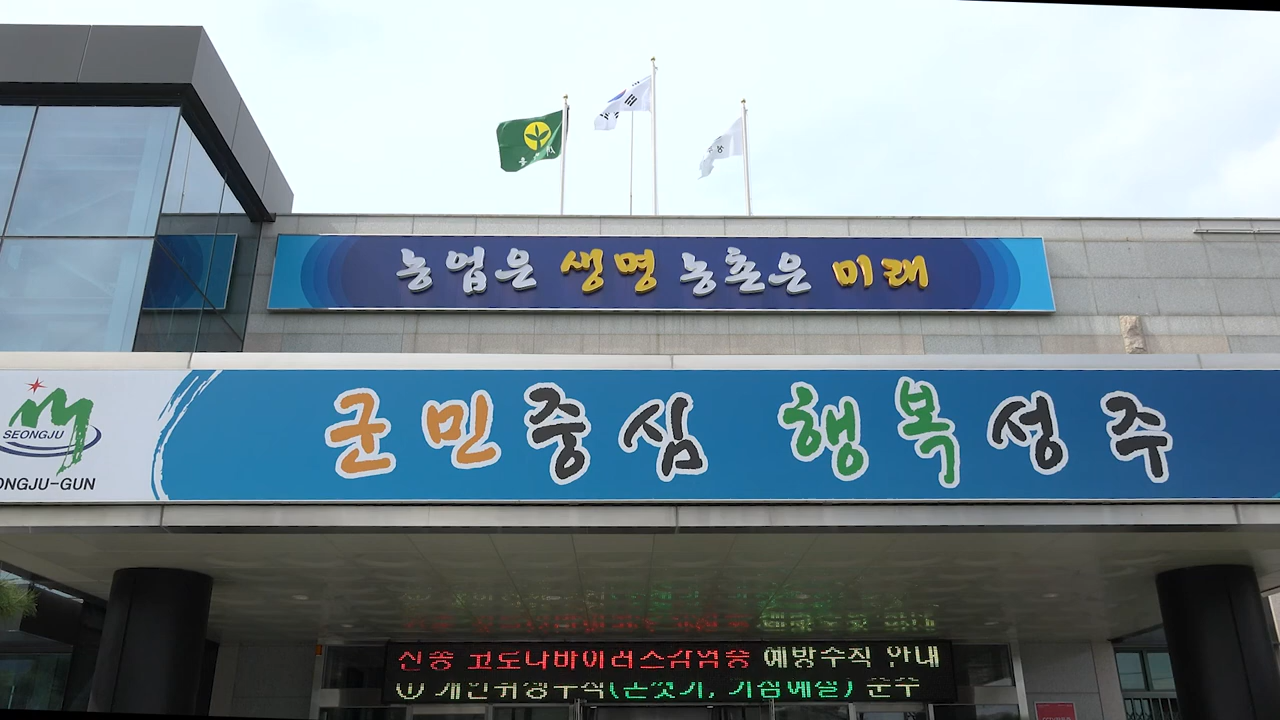 농업은 생명 농촌은 미래
군민중심 행복성주
SEONGJU
ONGJU-GUN
신종 코로나바이러스감염증 예방수칙 안내
① 개인위생수칙(손씻기, 기침예절) 준수